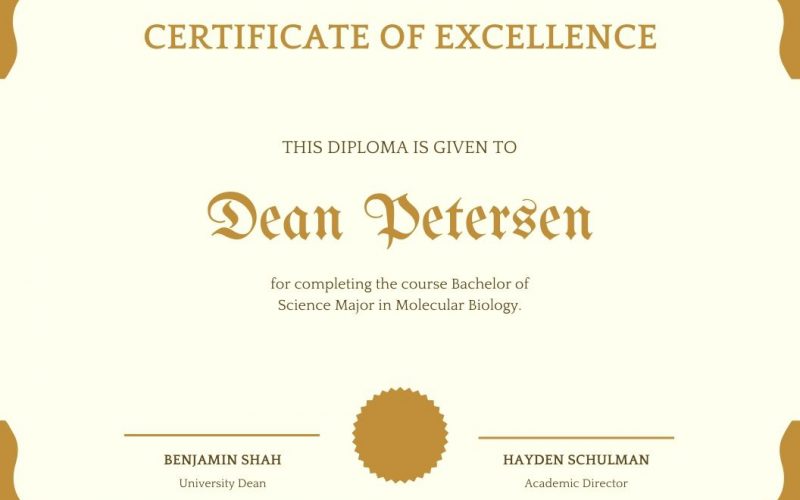 CERTIFICATE OF EXCELLENCE
THIS DIPLOMA IS GIVEN TO
Dean Petersen
for completing the course Bachelor of
Science Major in Molecular Biology.
BENJAMIN SHAH
University Dean
HAYDEN SCHULMAN
Academic Director